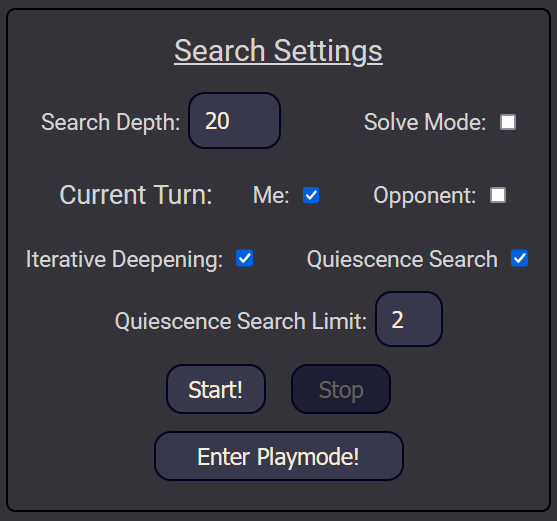 Search Settings
Search Depth: 20 Solve Mode:
Current Turn: Me: Opponent:
Iterative Deepening: Quiescence Search
Quiescence Search Limit: 2
Start! Stop
Enter Playmode!